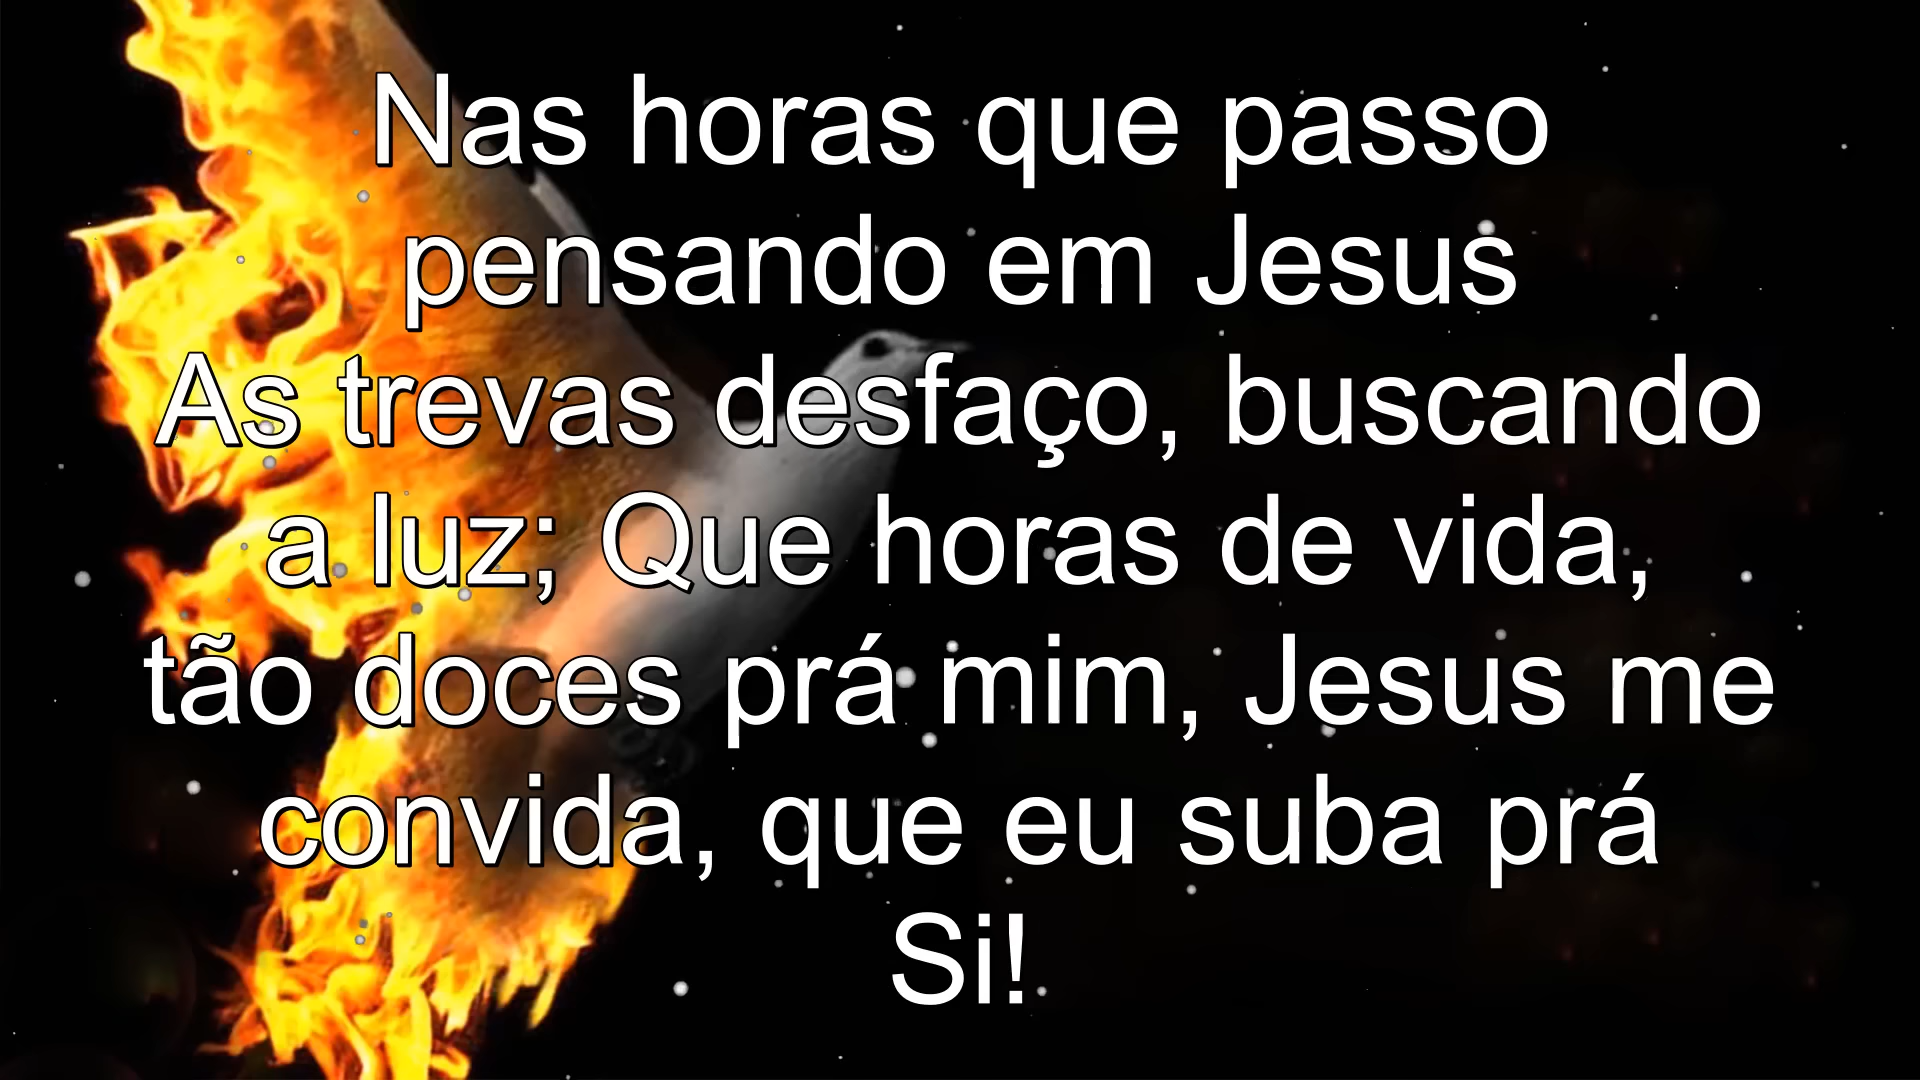 Nas horas que passo
pensando em Jesus
As trevas desfaço, buscando
a luz; Que horas de vida,
tão doces prá mim, Jesus me
convida, que eu suba prá
Si!